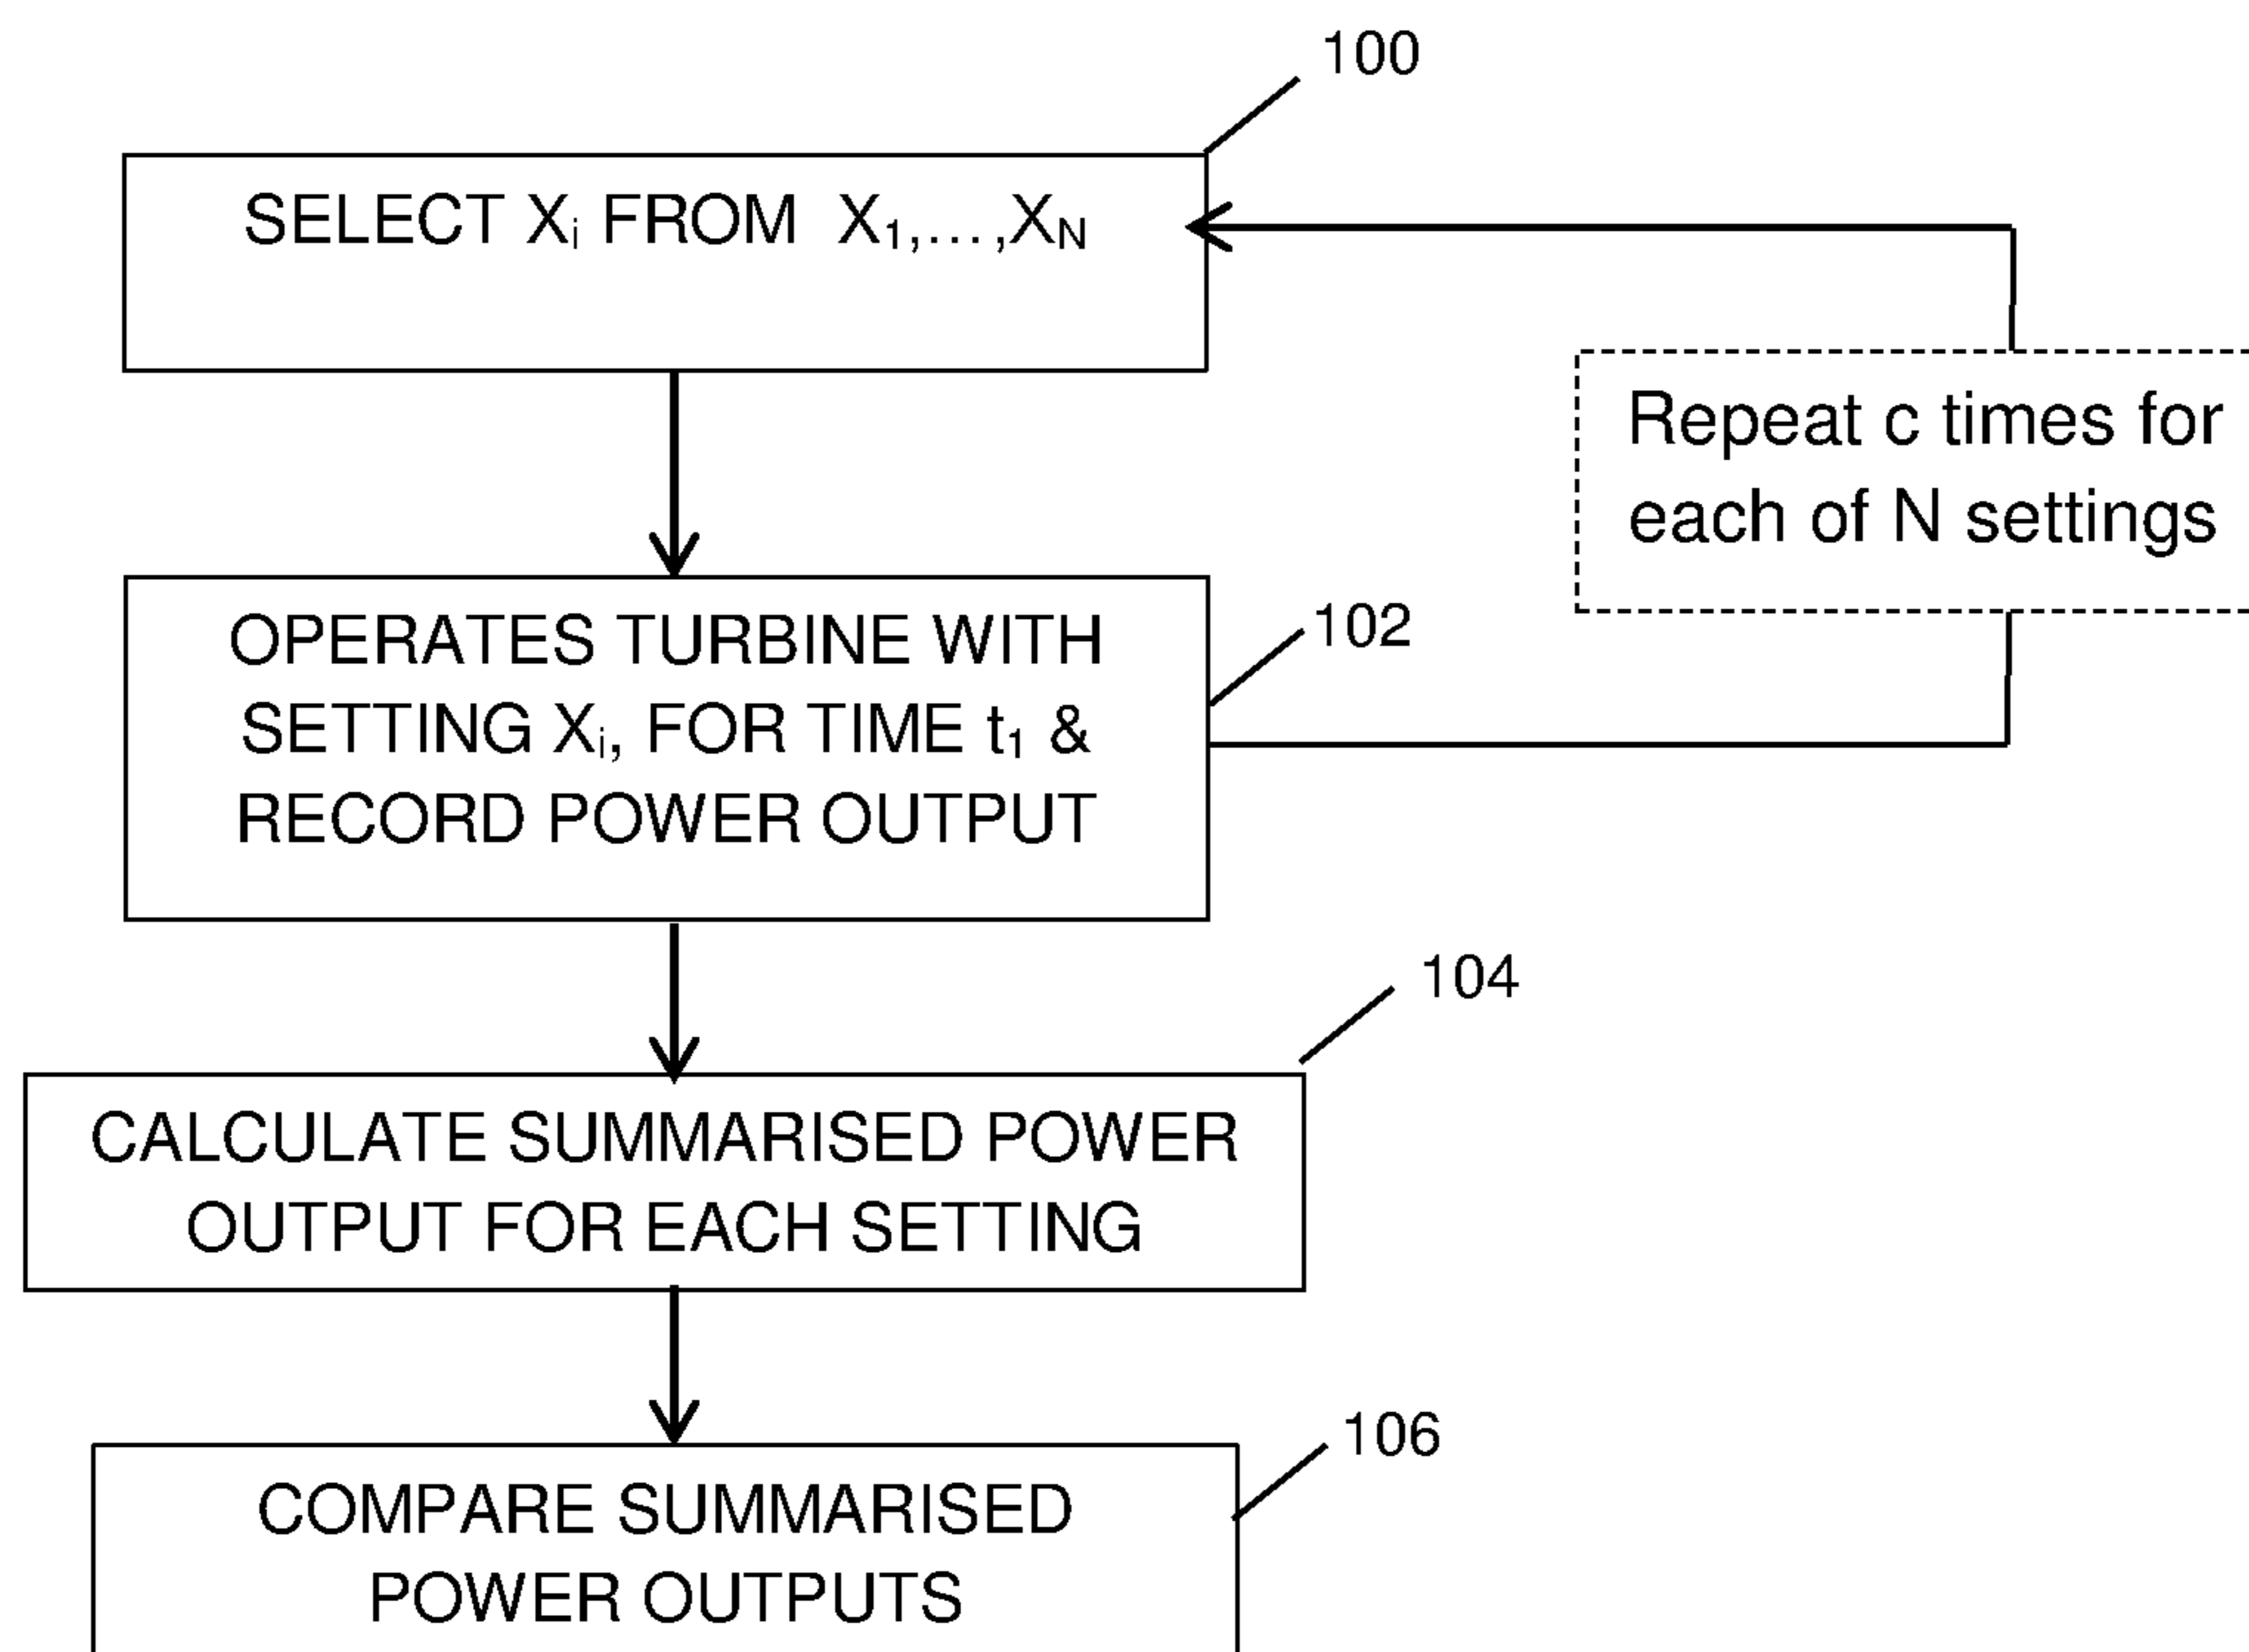 100
SELECT Xi FROM X1,...,XN
Repeat c times for
each of N settings
OPERATES TURBINE WITH
SETTING Xi, FOR TIME t1 &
RECORD POWER OUTPUT
102
104
CALCULATE SUMMARISED POWER
OUTPUT FOR EACH SETTING
106
COMPARE SUMMARISED
POWER OUTPUTS